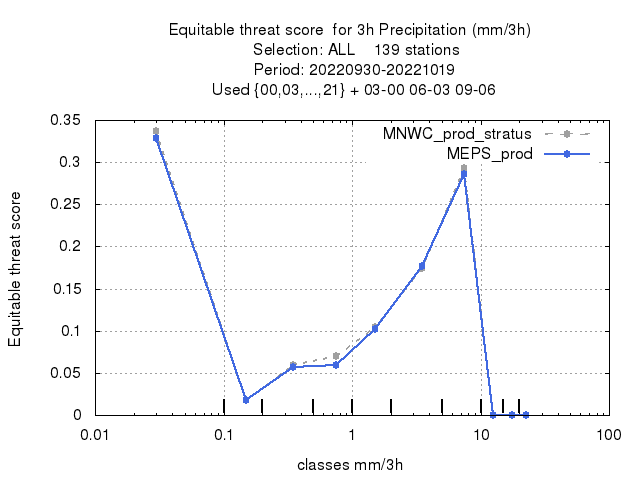 Equitable threat score  for 3h Precipitation (mm/3h)
Selection: ALL    139 stations
Period: 20220930-20221019
Used {00,03,...,21} + 03-00 06-03 09-06
MNWC_prod_stratus
MEPS_prod
Equitable threat score
0.35
0.3
0.25
0.2
0.15
0.1
0.05
0
0.01 0.1 1 10 100
classes mm/3h